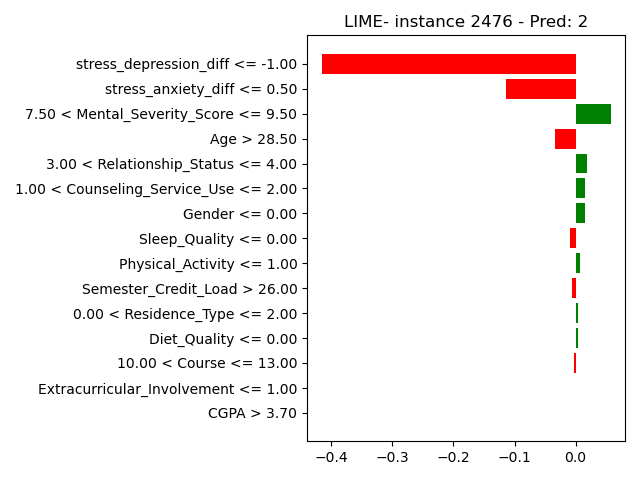 LIME- instance 2476 - Pred: 2
stress_depression_diff <= -1.00
stress_anxiety_diff <= 0.50
7.50 < Mental_Severity_Score <= 9.50
Age > 28.50
3.00 < Relationship_Status <= 4.00
1.00 < Counseling_Service_Use <= 2.00
Gender <= 0.00
Sleep_Quality <= 0.00
Physical_Activity <= 1.00
Semester_Credit_Load > 26.00
0.00 < Residence_Type <= 2.00
Diet_Quality <= 0.00
10.00 < Course <= 13.00
Extracurricular_Involvement <= 1.00
CGPA > 3.70
−0.4 −0.3 −0.2 −0.1 0.0